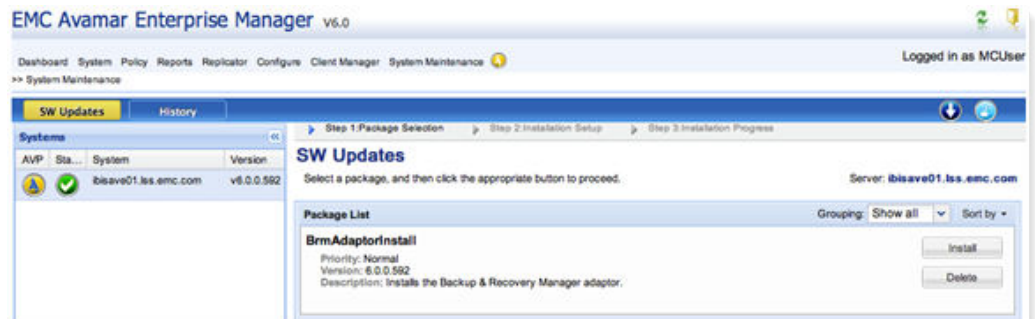 EMC Avamar Enterprise Manager v6.0
Dashboard System Policy Reports Replicator Configure Client Manager System Maintenance
Logged in as MCUser
>> System Maintenance
SW Updates History
Systems
AVP Sta... System Version
ibisave01.lss.emc.com v6.0.0.592
Step 1:Package Selection Step 2:Installation Setup Step 3:Installation Progress
SW Updates
Select a package, and then click the appropriate button to proceed.
Server: ibisave01.lss.emc.com
Package List
Grouping: Show all Sort by
BrmAdaptorInstall
Priority: Normal
Version: 6.0.0.592
Description: Installs the Backup & Recovery Manager adaptor.
Install
Delete